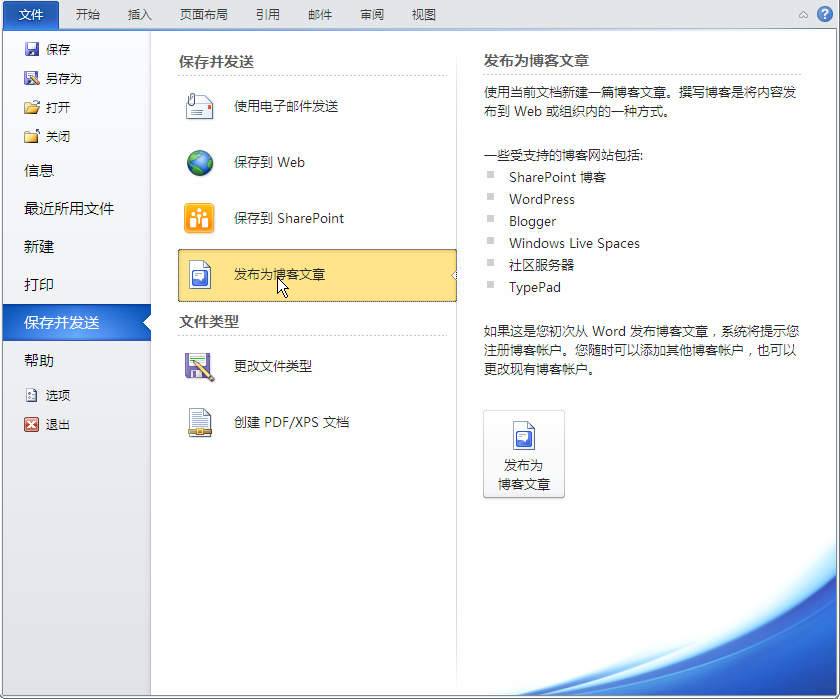 文件 开始 插入 页面布局 引用 邮件 审阅 视图
保存
另存为
打开
关闭
信息
最近所用文件
新建
打印
保存并发送
帮助
选项
退出
保存并发送
使用电子邮件发送
保存到 Web
保存到 SharePoint
发布为博客文章
文件类型
更改文件类型
创建 PDF/XPS 文档
发布为博客文章
使用当前文档新建一篇博客文章。撰写博客是将内容发
布到 Web 或组织内的一种方式。
一些受支持的博客网站包括:
SharePoint 博客
WordPress
Blogger
Windows Live Spaces
社区服务器
TypePad
如果这是您初次从 Word 发布博客文章，系统将提示您
注册博客帐户。您随时可以添加其他博客帐户，也可以
更改现有博客帐户。
发布为
博客文章